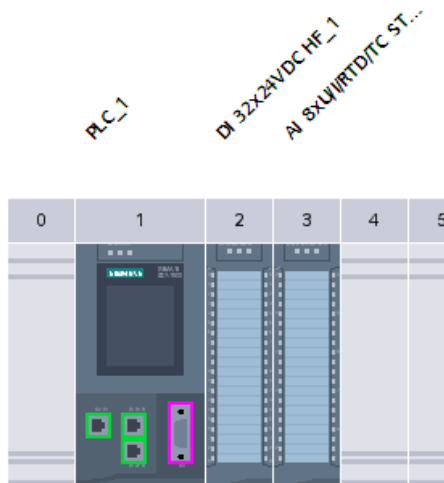 PLC_1
DI 32x24VDC HF_1
AI 8xU/I/RTD/TC ST...
0 1 2 3 4 5
SIEMENS